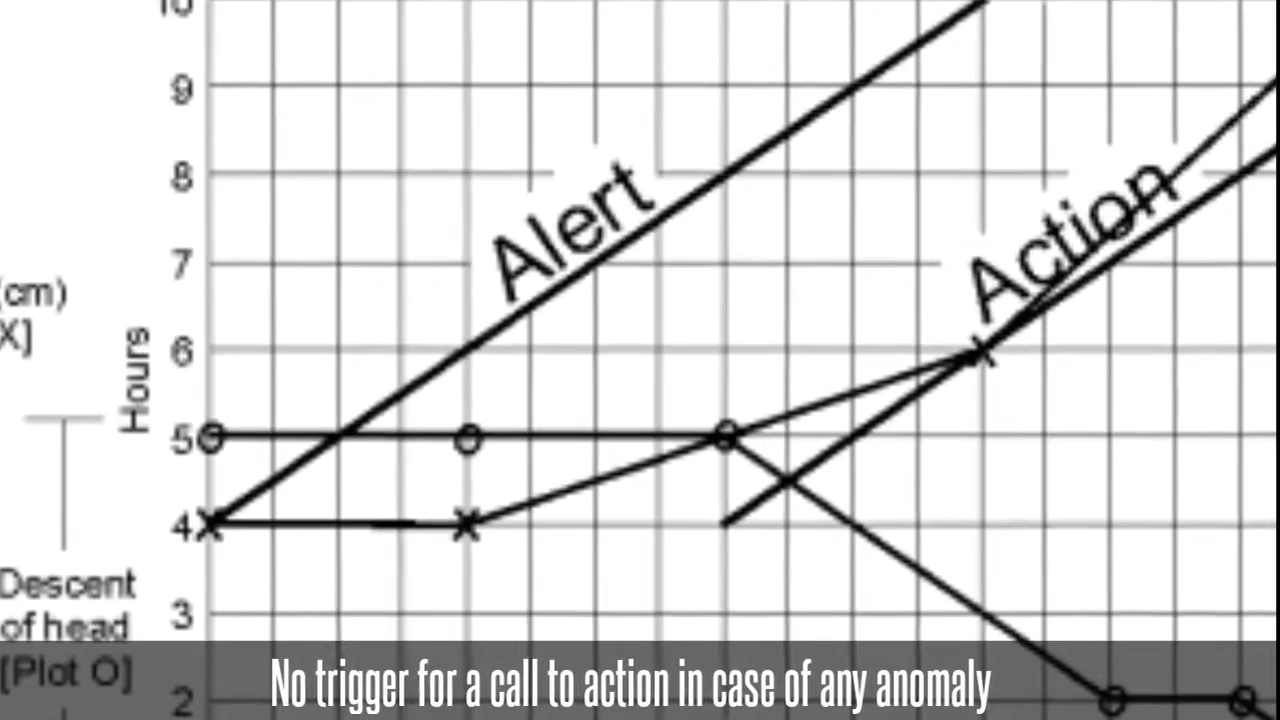 10
9
Alert
8
Action
7
(cm)
X]
6
Hours
5
4
Descent
of head
3
[Plot O]
2
No trigger for a call to action in case of any anomaly